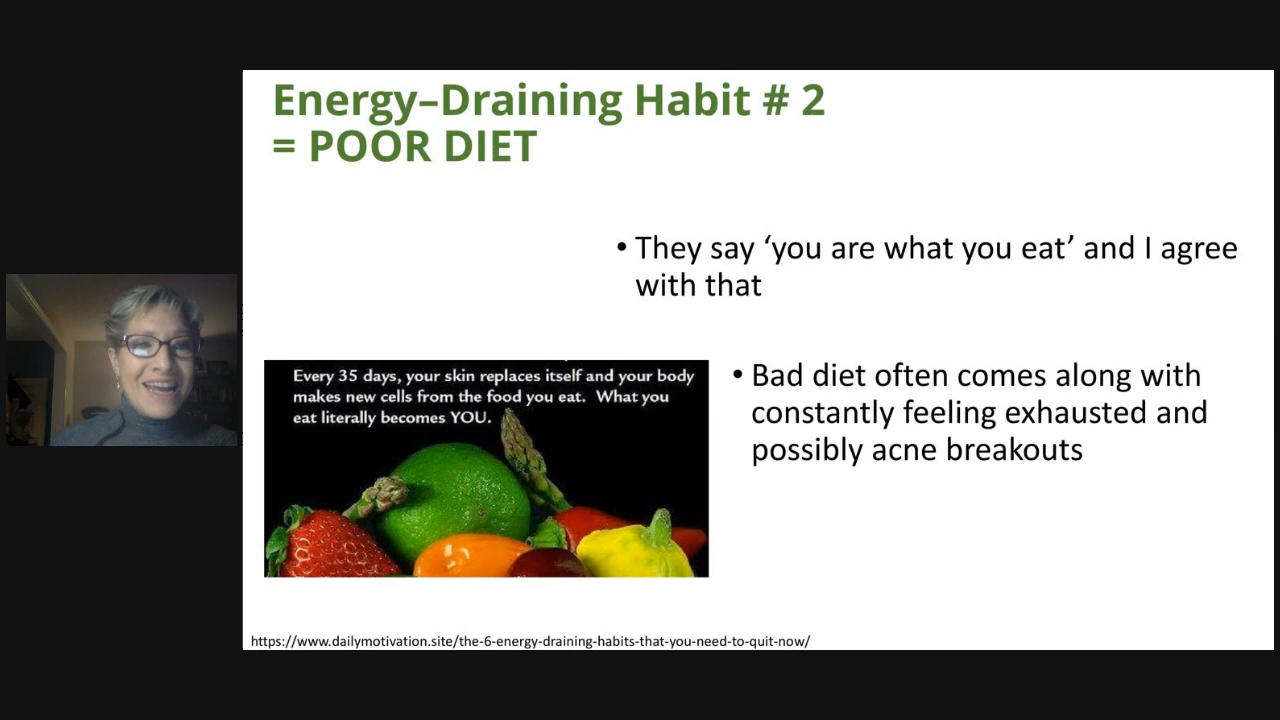 Energy–Draining Habit # 2
= POOR DIET
• They say ‘you are what you eat’ and I agree
with that
Every 35 days, your skin replaces itself and your body
makes new cells from the food you eat. What you
eat literally becomes YOU.
• Bad diet often comes along with
constantly feeling exhausted and
possibly acne breakouts
https://www.dailymotivation.site/the-6-energy-draining-habits-that-you-need-to-quit-now/